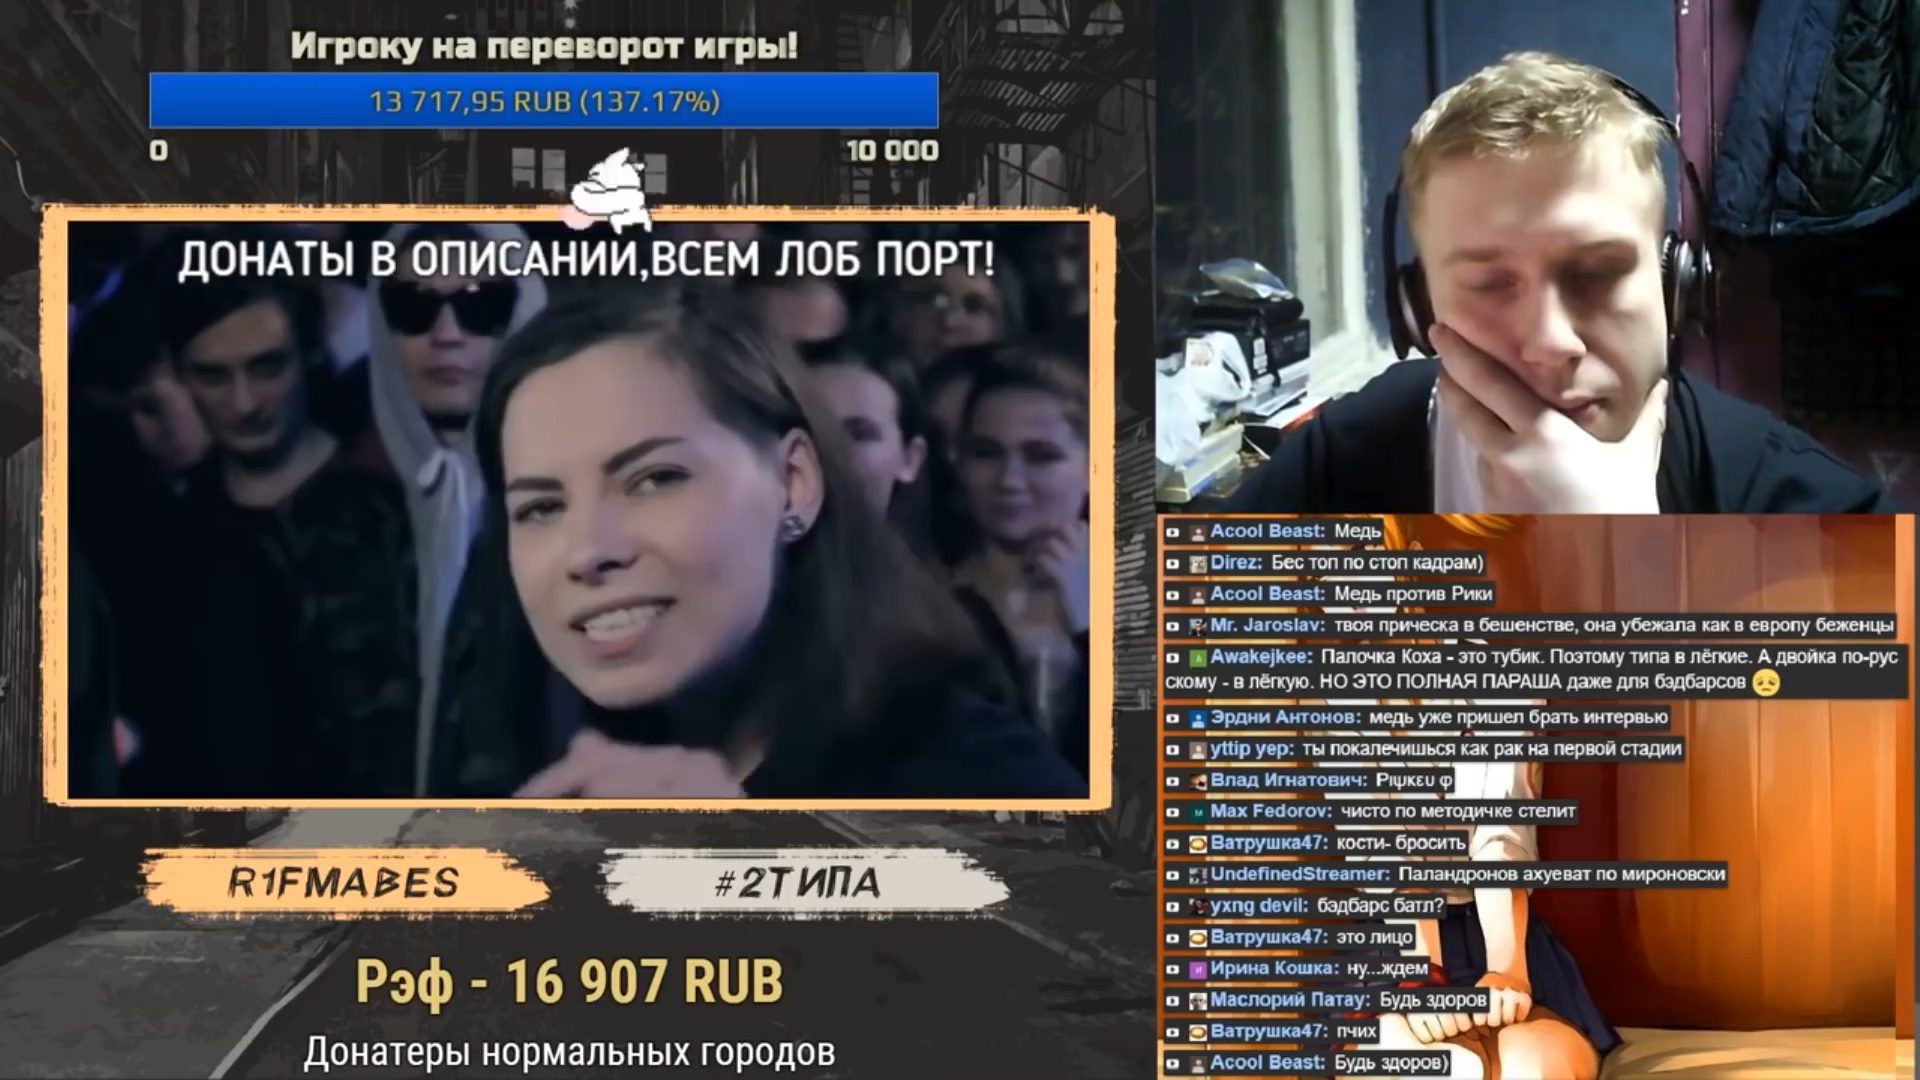 Игроку на переворот игры!
13 717,95 RUB (137.17%)
0
10 000
ДОНАТЫ В ОПИСАНИИ,ВСЕМ ЛОБ ПОРТ!
R1FMABES
#2ТИПА
Рэф - 16 907 RUB
Донатеры нормальных городов
Acool Beast: Медь
Direz: Бес топ по стоп кадрам)
Acool Beast: Медь против Рики
Mr. Jaroslav: твоя прическа в бешенстве, она убежала как в европу беженцы
Awakejkee: Палочка Коха - это тубик. Поэтому типа в лёгкие. А двойка по-рус
скому - в лёгкую. НО ЭТО ПОЛНАЯ ПАРАША даже для бэдбарсов 😞
Эрдни Антонов: медь уже пришел брать интервью
yttip yep: ты покалечишься как рак на первой стадии
Влад Игнатович: Ριψκευ φ
Max Fedorov: чисто по методичке стелит
Ватрушка47: кости- бросить
UndefinedStreamer: Паландронов ахуеват по мироновски
yxng devil: бэдбарс батл?
Ватрушка47: это лицо
Ирина Кошка: ну...ждем
Маслорий Патау: Будь здоров
Ватрушка47: пчих
Acool Beast: Будь здоров)